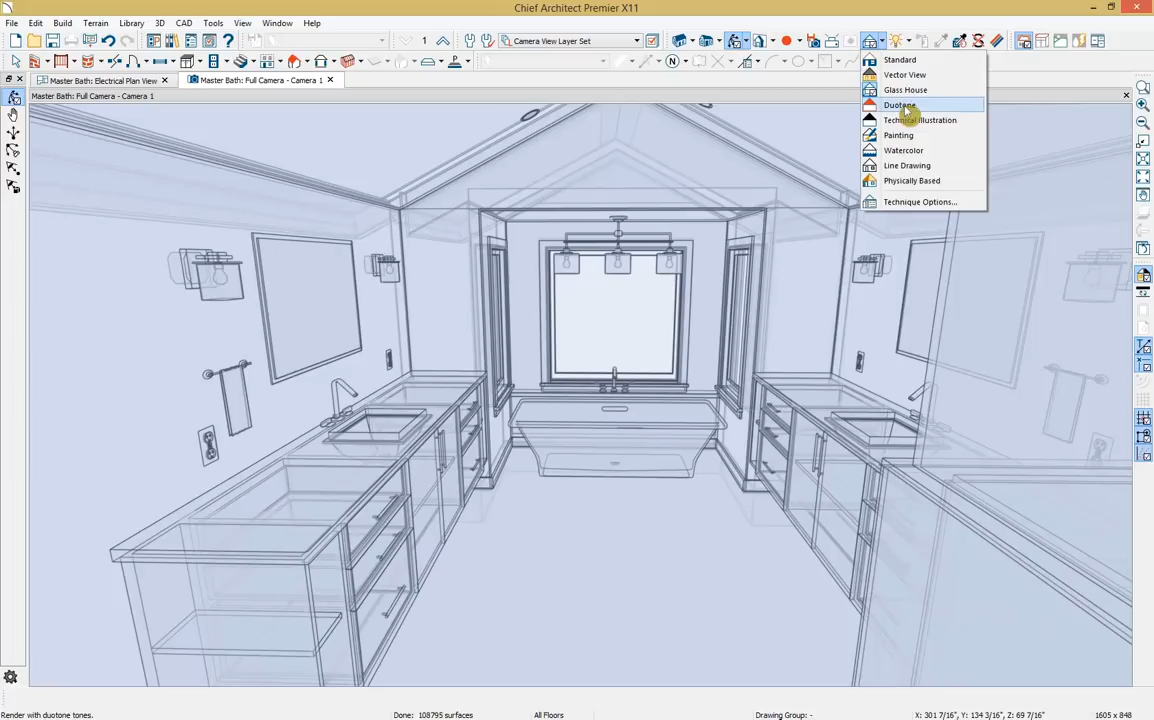 Chief Architect Premier X11
File Edit Build Terrain Library 3D CAD Tools View Window Help
1 Camera View Layer Set
Master Bath: Electrical Plan View Master Bath: Full Camera - Camera 1
Master Bath: Full Camera - Camera 1
Standard
Vector View
Glass House
Duotone
Technical Illustration
Painting
Watercolor
Line Drawing
Physically Based
Technique Options...
Render with duotone tones. Done: 108795 surfaces All Floors Drawing Group: - X: 301 7/16", Y: 134 3/16", Z: 69 7/16" 1605 x 848